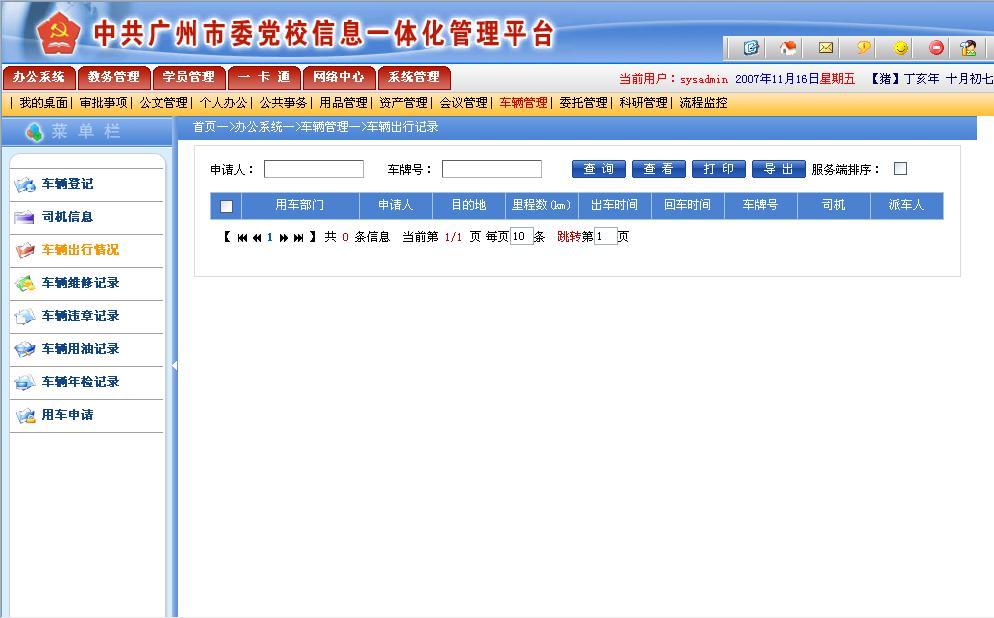 中共广州市委党校信息一体化管理平台
办公系统 教务管理 学员管理 一 卡 通 网络中心 系统管理 当前用户：sysadmin 2007年11月16日星期五 【猪】丁亥年 十月初七
| 我的桌面| 审批事项| 公文管理| 个人办公| 公共事务| 用品管理| 资产管理| 会议管理| 车辆管理| 委托管理| 科研管理| 流程监控
菜 单 栏
首页—>办公系统—>车辆管理—>车辆出行记录
申请人： 车牌号： 查 询 查 看 打 印 导 出 服务端排序：
用车部门 申请人 目的地 里程数(km) 出车时间 回车时间 车牌号 司机 派车人
【 1 】 共 0 条信息 当前第 1/1 页 每页10条 跳转第1页
车辆登记
司机信息
车辆出行情况
车辆维修记录
车辆违章记录
车辆用油记录
车辆年检记录
用车申请